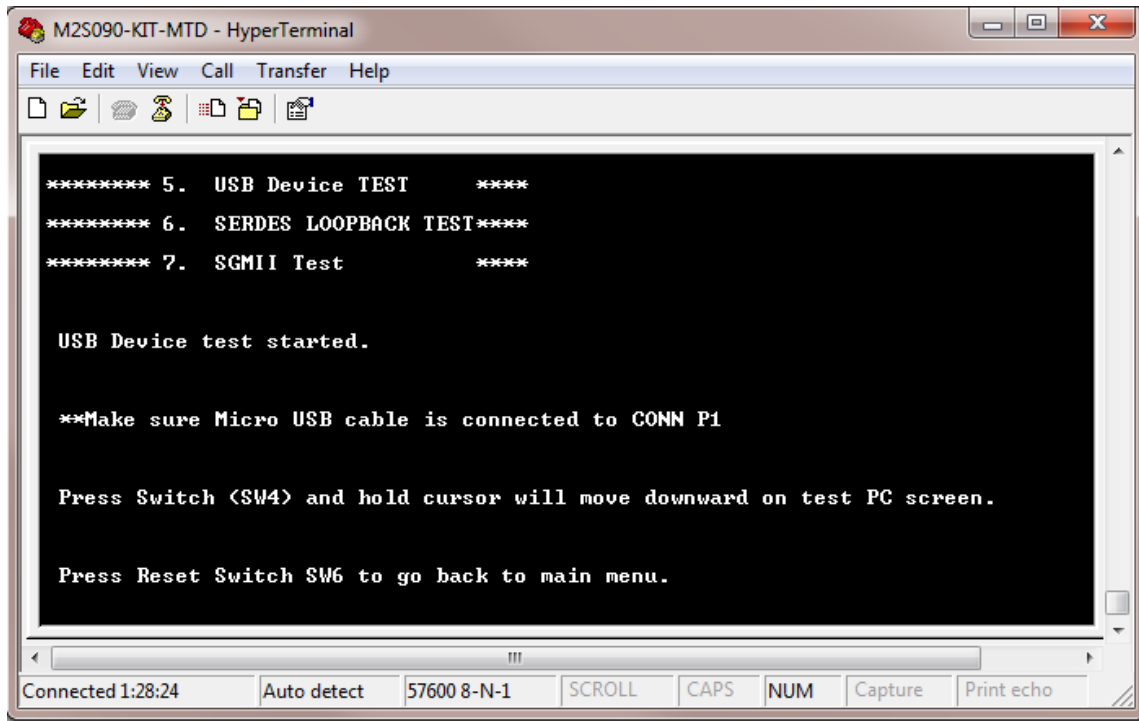 M2S090-KIT-MTD - HyperTerminal
File Edit View Call Transfer Help
******** 5. USB Device TEST ****
******** 6. SERDES LOOPBACK TEST****
******** 7. SGMII Test ****
USB Device test started.
**Make sure Micro USB cable is connected to CONN P1
Press Switch (SW4) and hold cursor will move downward on test PC screen.
Press Reset Switch SW6 to go back to main menu.
Connected 1:28:24 Auto detect 57600 8-N-1 SCROLL CAPS NUM Capture Print echo